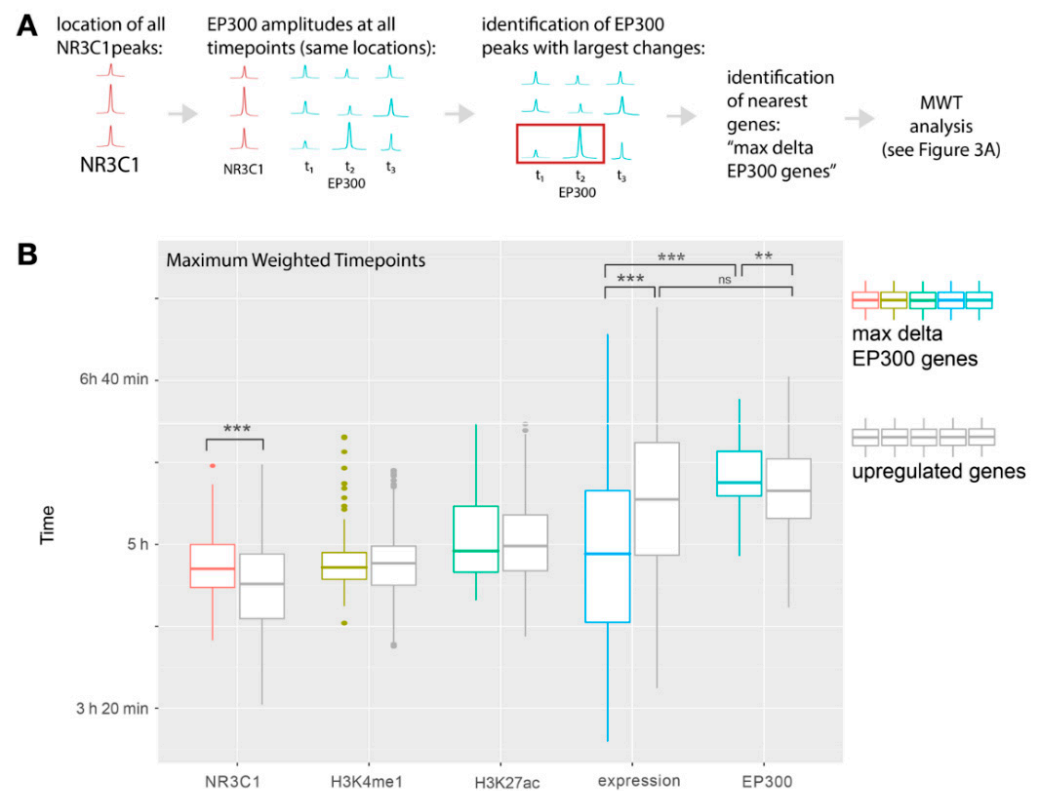 A
location of all
NR3C1peaks:
NR3C1
EP300 amplitudes at all
timepoints (same locations):
NR3C1
t₁ t₂ t₃
EP300
identification of EP300
peaks with largest changes:
t₁ t₂ t₃
EP300
identification
of nearest
genes:
“max delta
EP300 genes”
MWT
analysis
(see Figure 3A)
B
Maximum Weighted Timepoints
*** **
*** ns
***
Time
6h 40 min
5 h
3 h 20 min
NR3C1 H3K4me1 H3K27ac expression EP300
max delta
EP300 genes
upregulated genes